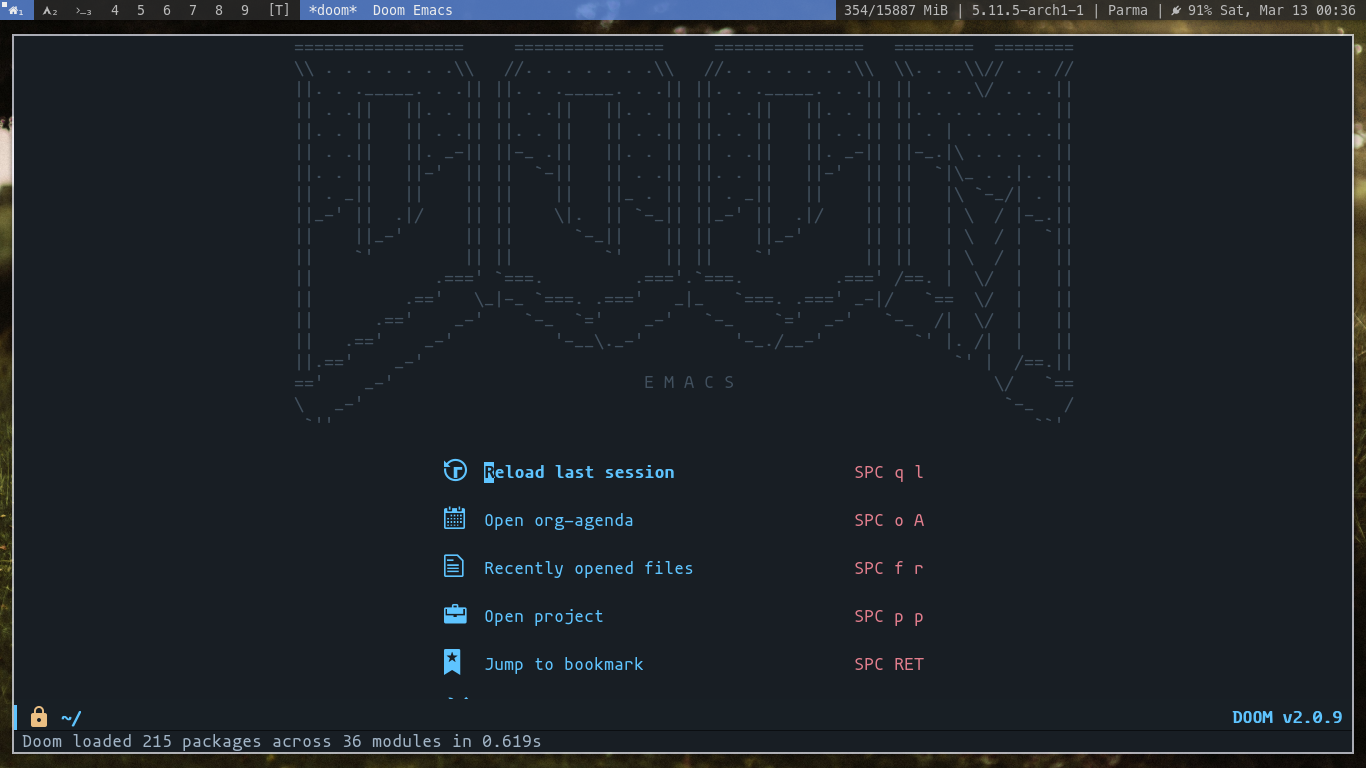 1 2 3 4 5 6 7 8 9 [T] *doom* Doom Emacs 354/15887 MiB | 5.11.5-arch1-1 | Parma | 91% Sat, Mar 13 00:36
E M A C S
Reload last session SPC q l
Open org-agenda SPC o A
Recently opened files SPC f r
Open project SPC p p
Jump to bookmark SPC RET
~/ DOOM v2.0.9
Doom loaded 215 packages across 36 modules in 0.619s